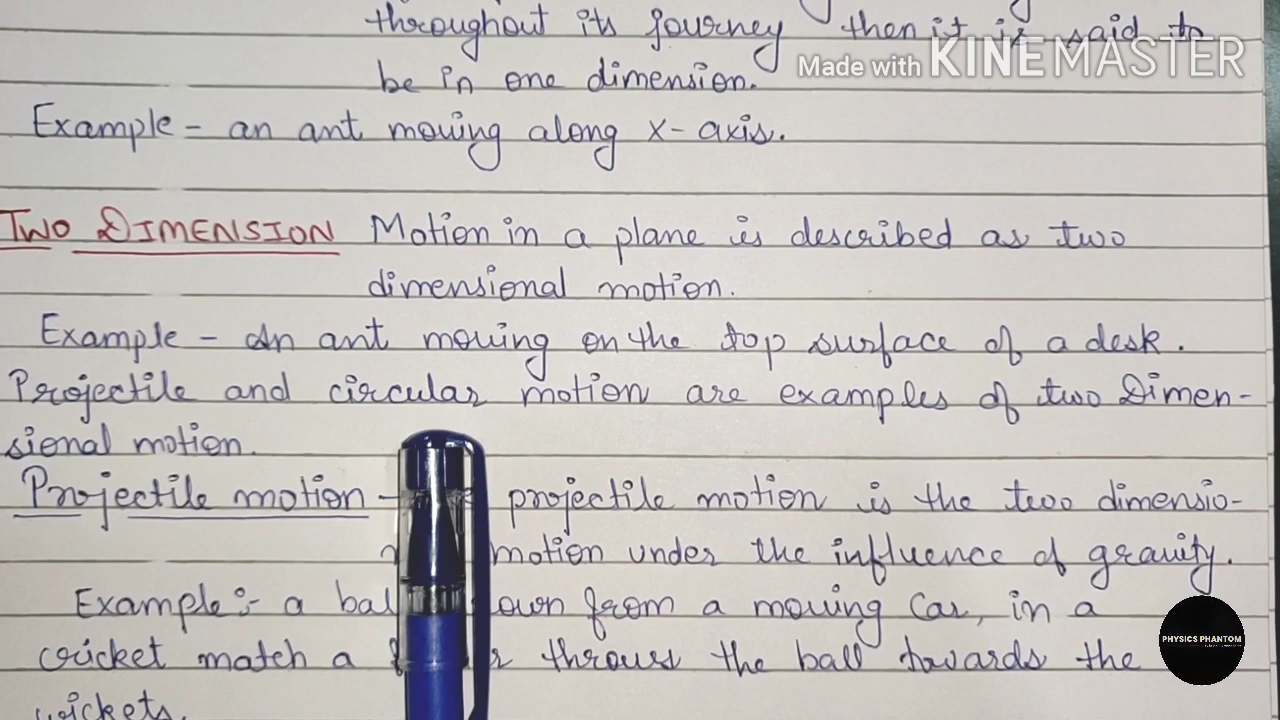 throughout its journey then it is said to
Made with KINEMASTER
be in one dimension.
Example - an ant moving along x-axis.
TWO DIMENSION Motion in a plane is described as two
dimensional motion.
Example - An ant moving on the top surface of a desk.
Projectile and circular motion are examples of two Dimen-
sional motion.
Projectile motion - projectile motion is the two dimensio-
motion under the influence of gravity.
Example:- a from a moving Car, in a
PHYSICS PHANTOM
cricket match a throws the ball towards the
wickets.